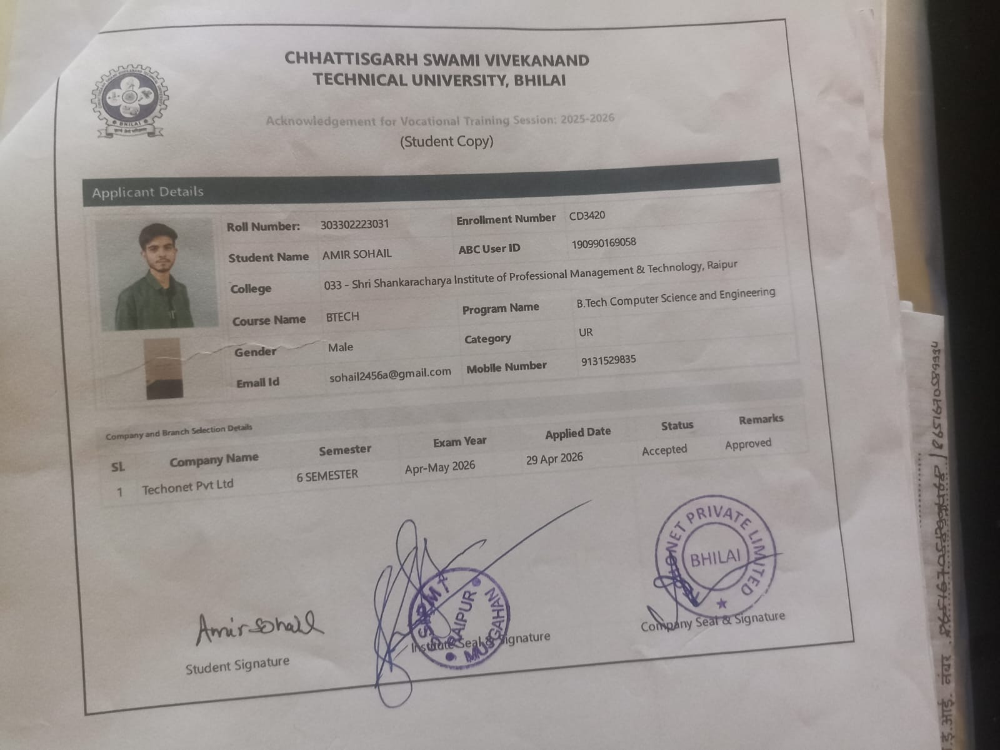 CHHATTISGARH SWAMI VIVEKANAND
TECHNICAL UNIVERSITY, BHILAI
Acknowledgement for Vocational Training Session: 2025-2026
(Student Copy)
BHILAI
Applicant Details
Roll Number: 303302223031 Enrollment Number CD3420
Student Name AMIR SOHAIL ABC User ID 190990169058
College 033 - Shri Shankaracharya Institute of Professional Management & Technology, Raipur
Course Name BTECH Program Name B.Tech Computer Science and Engineering
Gender Male Category UR
Email Id sohail2456a@gmail.com Mobile Number 9131529835
Company and Branch Selection Details
SL Company Name Semester Exam Year Applied Date Status Remarks
1 Techonet Pvt Ltd 6 SEMESTER Apr-May 2026 29 Apr 2026 Accepted Approved
PRIVATE LIMITED
BHILAI
RAIPUR
MUJGAHAN
Amir sohail
Student Signature
Institute Seal & Signature
Company Seal & Signature
आई. नंबर